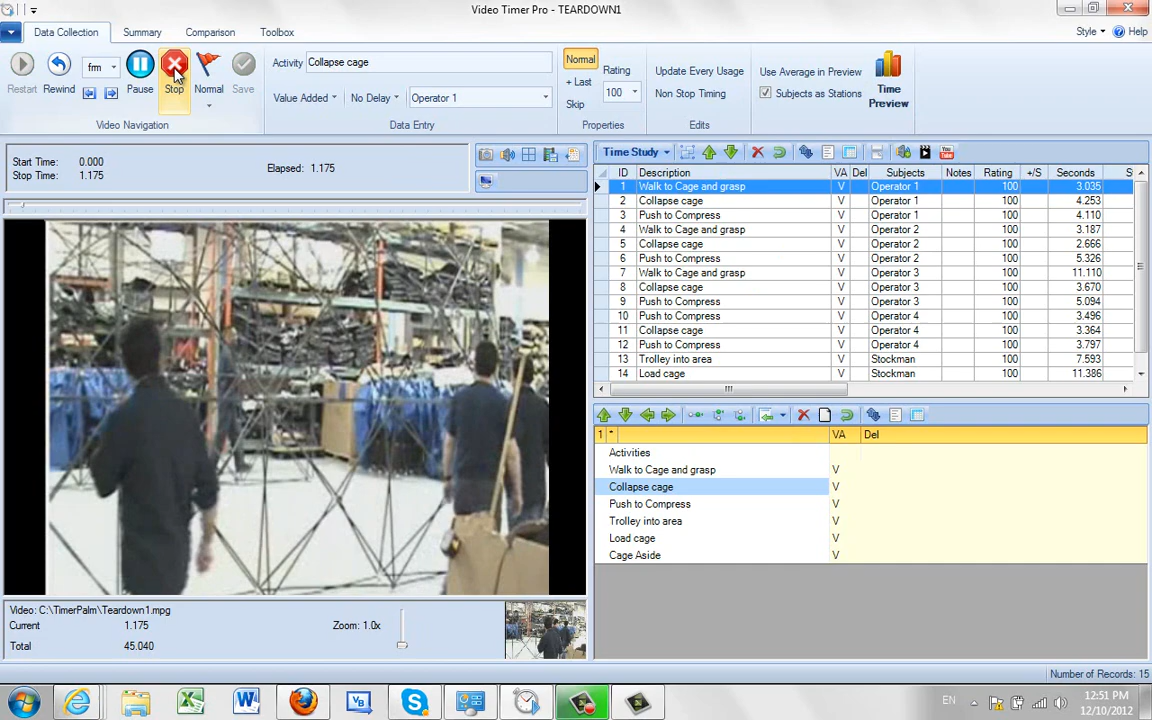 Video Timer Pro - TEARDOWN1
Data Collection Summary Comparison Toolbox Style Help
Restart Rewind frm Pause Stop Normal Save
Video Navigation
Activity Collapse cage
Value Added No Delay Operator 1
Data Entry
Normal
+ Last
Skip
Rating
100
Properties
Update Every Usage
Non Stop Timing
Edits
Use Average in Preview
Subjects as Stations
Time
Preview
Start Time: 0.000
Stop Time: 1.175
Elapsed: 1.175
Time Study
ID Description VA Del Subjects Notes Rating +/S Seconds S
1 Walk to Cage and grasp V Operator 1 100 3.035
2 Collapse cage V Operator 1 100 4.253
3 Push to Compress V Operator 1 100 4.110
4 Walk to Cage and grasp V Operator 2 100 3.187
5 Collapse cage V Operator 2 100 2.666
6 Push to Compress V Operator 2 100 5.326
7 Walk to Cage and grasp V Operator 3 100 11.110
8 Collapse cage V Operator 3 100 3.670
9 Push to Compress V Operator 3 100 5.094
10 Push to Compress V Operator 4 100 3.496
11 Collapse cage V Operator 4 100 3.364
12 Push to Compress V Operator 4 100 3.797
13 Trolley into area V Stockman 100 7.593
14 Load cage V Stockman 100 11.386
1 * VA Del
Activities
Walk to Cage and grasp V
Collapse cage V
Push to Compress V
Trolley into area V
Load cage V
Cage Aside V
Video: C:\TimerPalm\Teardown1.mpg
Current 1.175
Zoom: 1.0x
Total 45.040
Number of Records: 15
EN
12:51 PM
12/10/2012